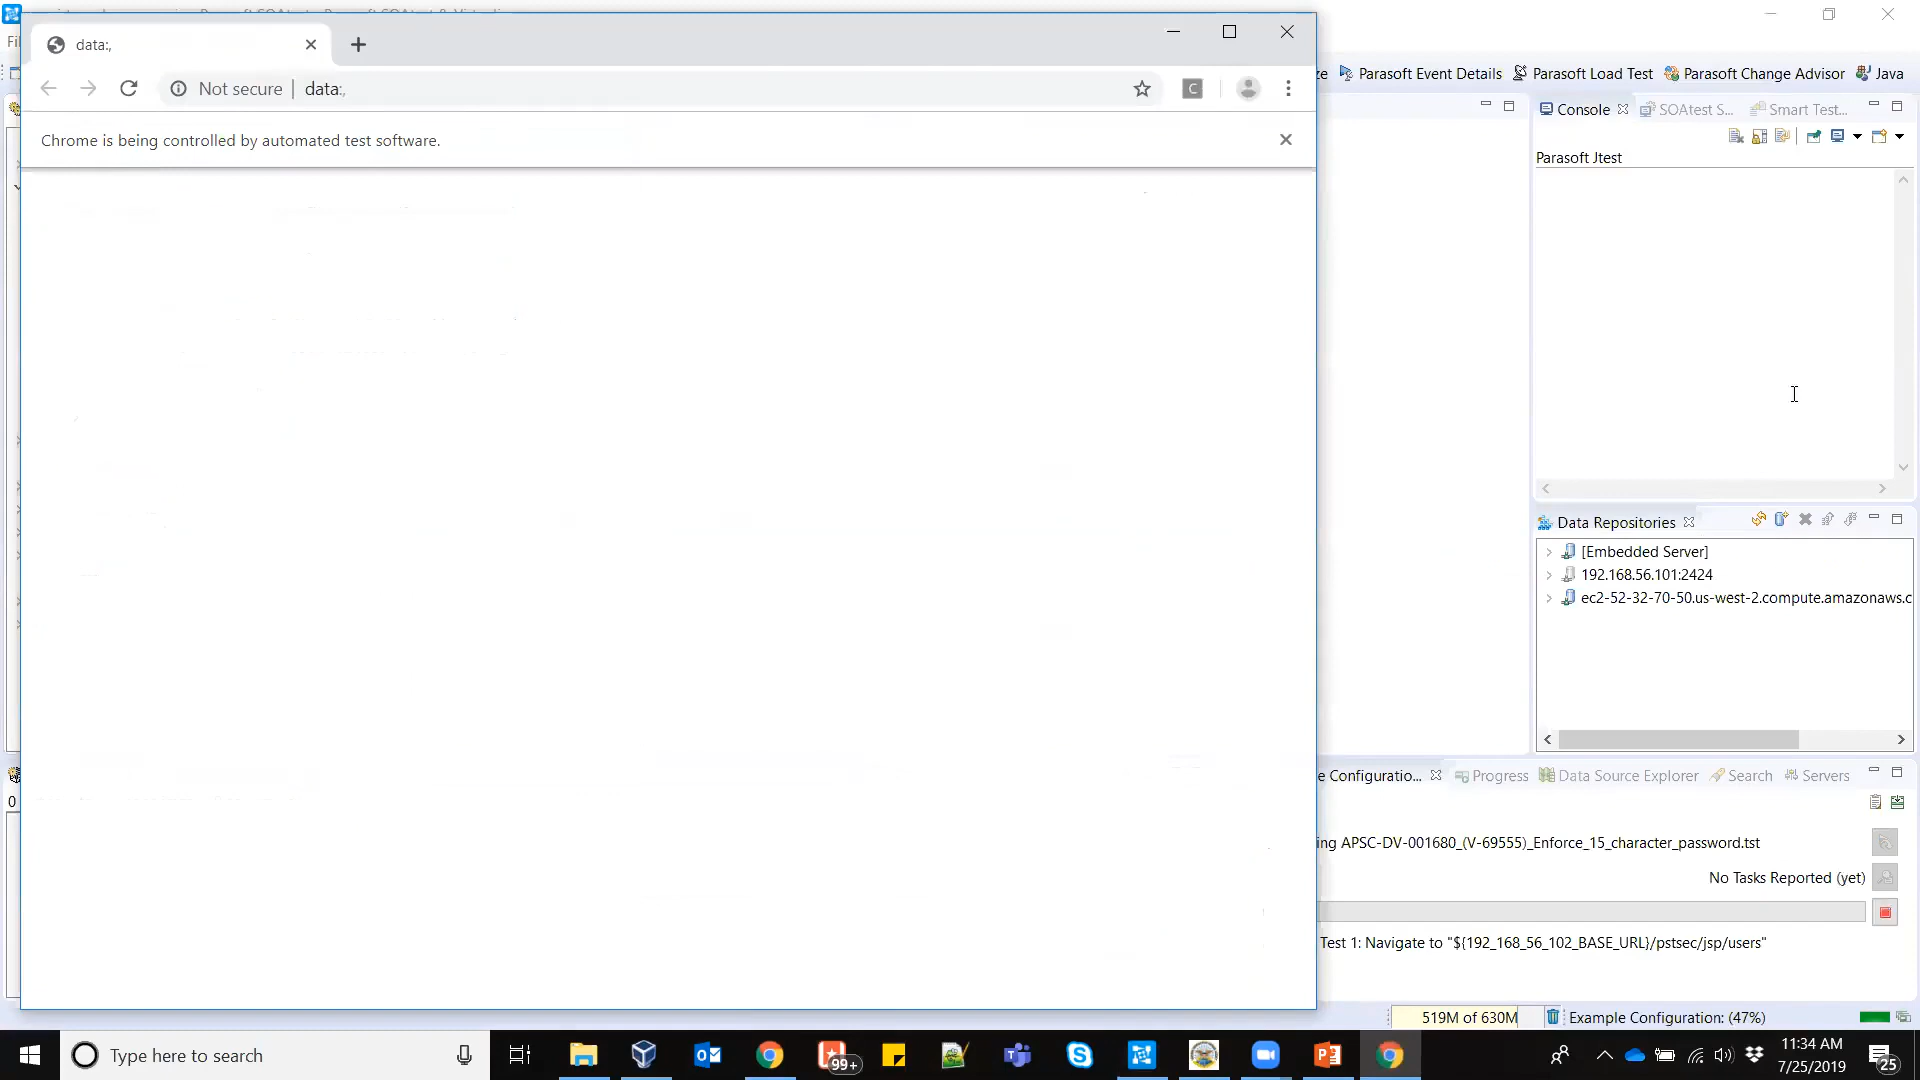 data:,
Fi
Not secure | data:,
Chrome is being controlled by automated test software.
ze Parasoft Event Details Parasoft Load Test Parasoft Change Advisor Java
Console SOAtest S... Smart Test...
Parasoft Jtest
Data Repositories
[Embedded Server]
192.168.56.101:2424
ec2-52-32-70-50.us-west-2.compute.amazonaws.c
e Configuratio... Progress Data Source Explorer Search Servers
0
ing APSC-DV-001680_(V-69555)_Enforce_15_character_password.tst
No Tasks Reported (yet)
Test 1: Navigate to "${192_168_56_102_BASE_URL}/pstsec/jsp/users"
519M of 630M Example Configuration: (47%)
Type here to search
99+
11:34 AM
7/25/2019
25